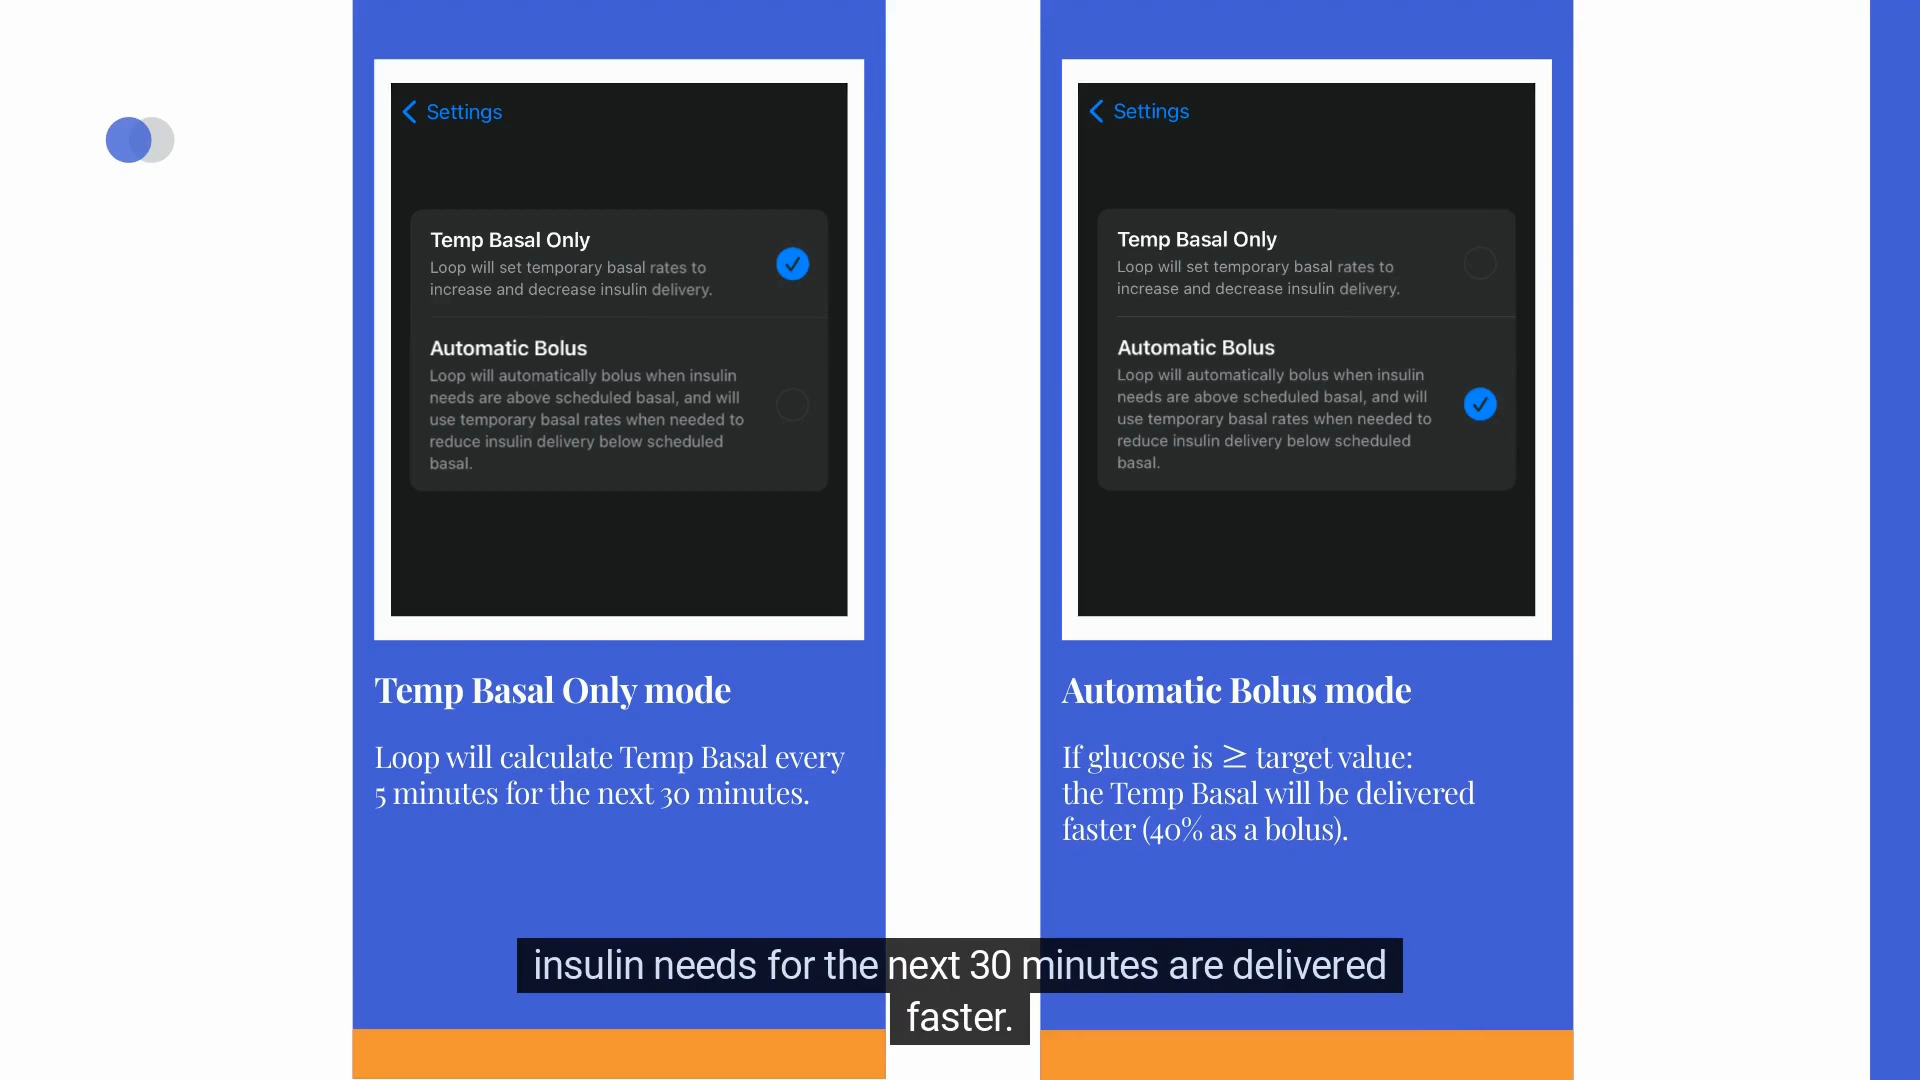 Settings
Temp Basal Only
Loop will set temporary basal rates to
increase and decrease insulin delivery.
Automatic Bolus
Loop will automatically bolus when insulin
needs are above scheduled basal, and will
use temporary basal rates when needed to
reduce insulin delivery below scheduled
basal.
Temp Basal Only mode
Loop will calculate Temp Basal every
5 minutes for the next 30 minutes.
Settings
Temp Basal Only
Loop will set temporary basal rates to
increase and decrease insulin delivery.
Automatic Bolus
Loop will automatically bolus when insulin
needs are above scheduled basal, and will
use temporary basal rates when needed to
reduce insulin delivery below scheduled
basal.
Automatic Bolus mode
If glucose is ≥ target value:
the Temp Basal will be delivered
faster (40% as a bolus).
insulin needs for the next 30 minutes are delivered
faster.